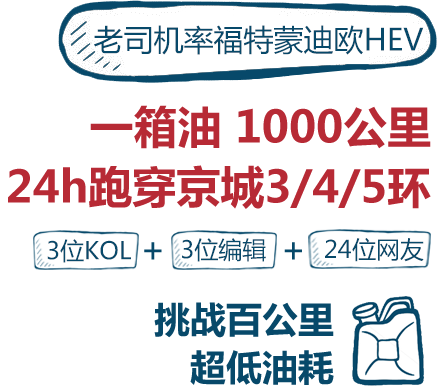 老司机率福特蒙迪欧HEV
一箱油 1000公里
24h跑穿京城3/4/5环
3位KOL + 3位编辑 + 24位网友
挑战百公里
超低油耗